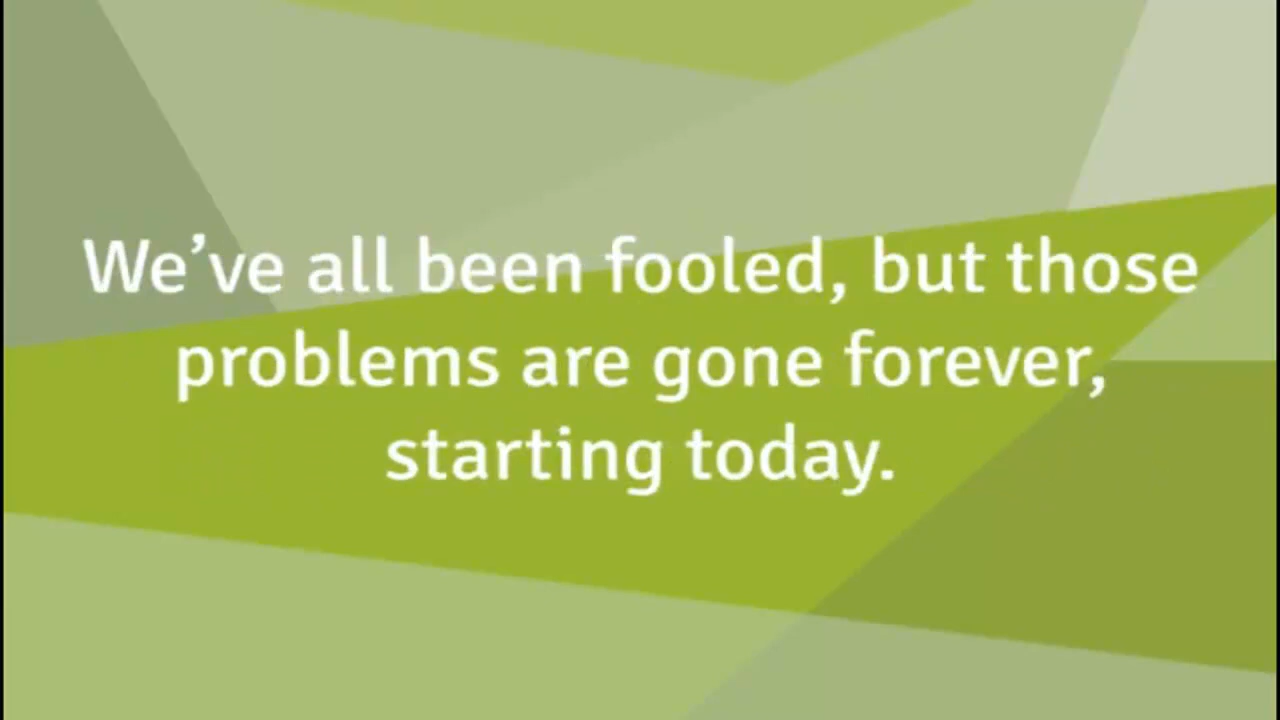 We’ve all been fooled, but those
problems are gone forever,
starting today.